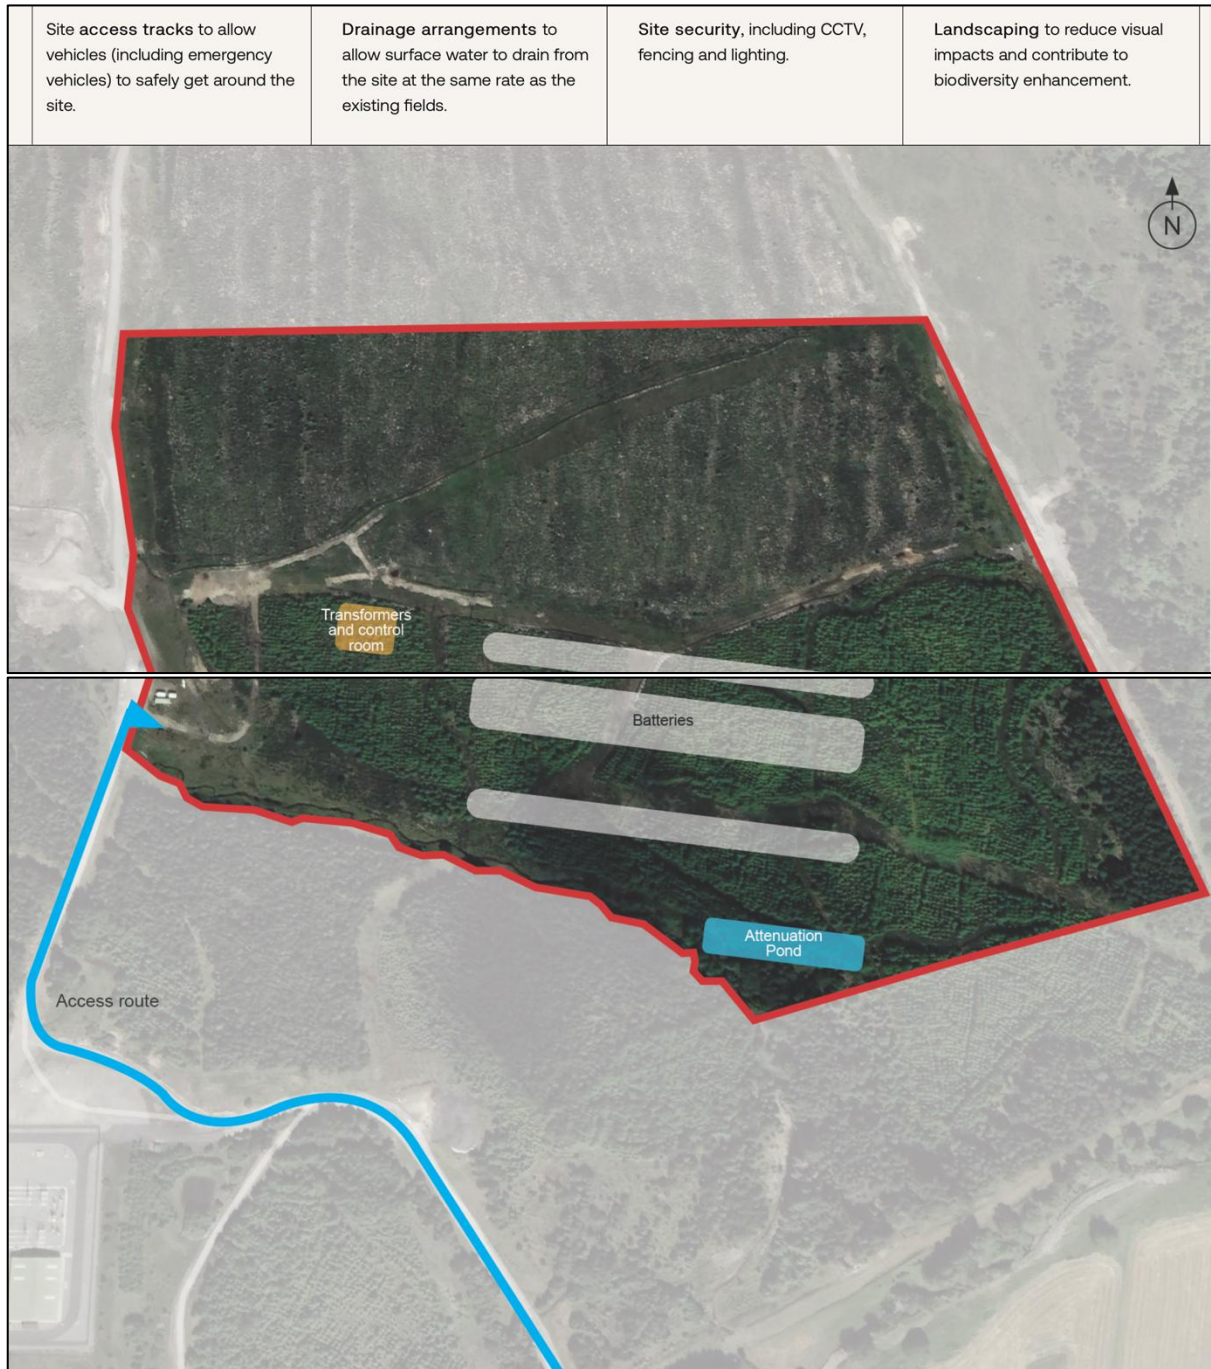 Site access tracks to allow
vehicles (including emergency
vehicles) to safely get around the
site.
Drainage arrangements to
allow surface water to drain from
the site at the same rate as the
existing fields.
Site security, including CCTV,
fencing and lighting.
Landscaping to reduce visual
impacts and contribute to
biodiversity enhancement.
N
Transformers
and control
room
Batteries
Attenuation
Pond
Access route